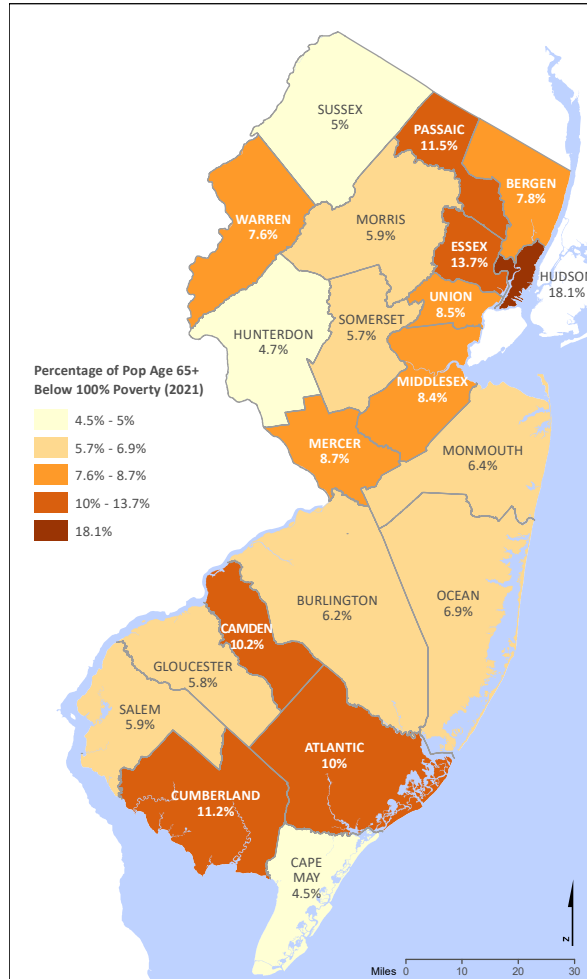 SUSSEX
5%
PASSAIC
11.5%
BERGEN
7.8%
WARREN
7.6%
MORRIS
5.9%
ESSEX
13.7%
HUDSON
18.1%
UNION
8.5%
SOMERSET
5.7%
HUNTERDON
4.7%
Percentage of Pop Age 65+
Below 100% Poverty (2021)
4.5% - 5%
5.7% - 6.9%
7.6% - 8.7%
10% - 13.7%
18.1%
MIDDLESEX
8.4%
MERCER
8.7%
MONMOUTH
6.4%
BURLINGTON
6.2%
OCEAN
6.9%
CAMDEN
10.2%
GLOUCESTER
5.8%
SALEM
5.9%
ATLANTIC
10%
CUMBERLAND
11.2%
CAPE
MAY
4.5%
N
Miles
0 10 20 30